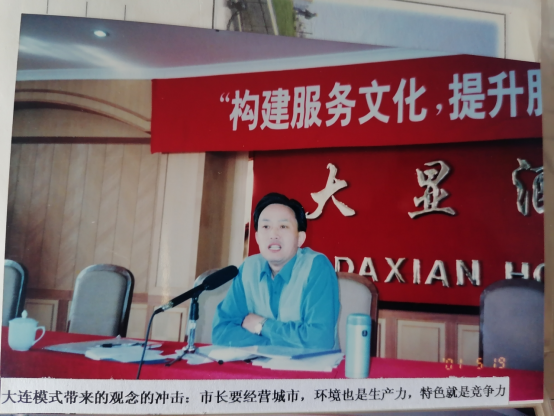 “构建服务文化，提升服
大显酒
DAXIAN HO
'01 5 19
大连模式带来的观念的冲击：市长要经营城市，环境也是生产力，特色就是竞争力